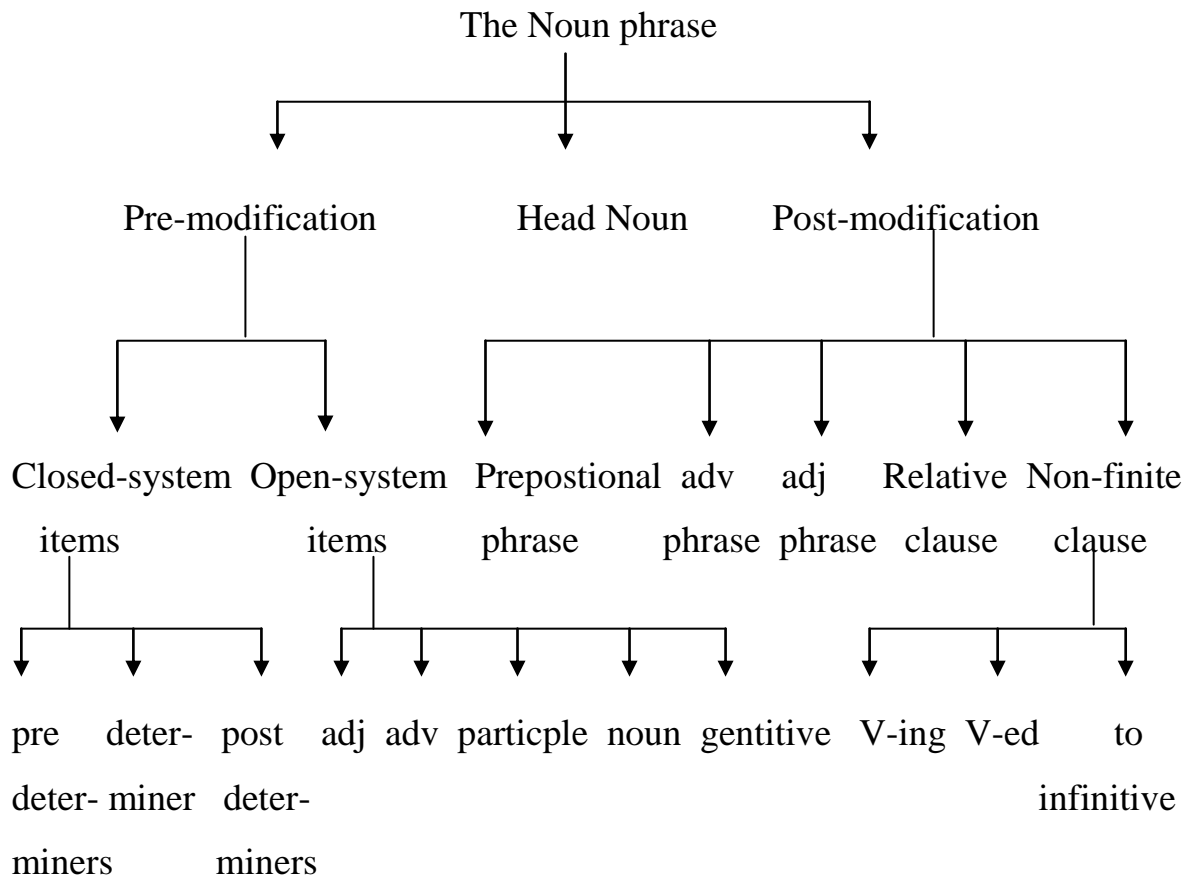 The Noun phrase
Pre-modification Head Noun Post-modification
Closed-system Open-system Prepostional adv adj Relative Non-finite
items items phrase phrase phrase clause clause
pre deter- post adj adv particple noun gentitive V-ing V-ed to
deter- miner deter- infinitive
miners miners